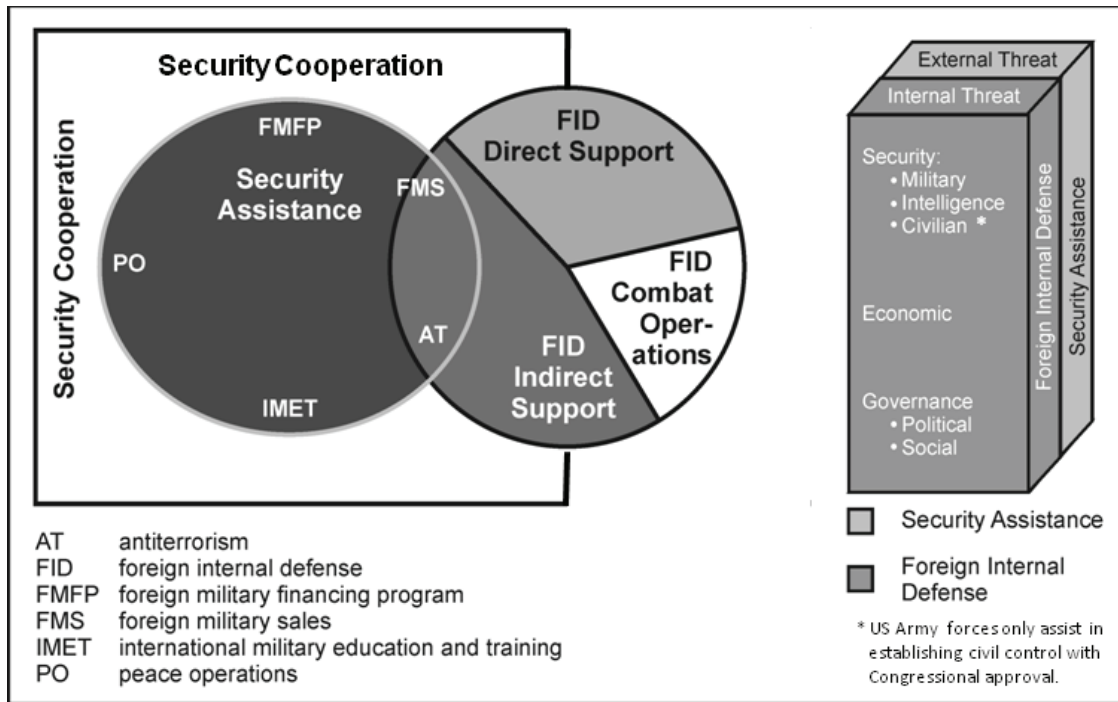 Security Cooperation
Security Cooperation
FMFP
Security
Assistance
FMS
PO
AT
IMET
FID
Direct Support
FID
Combat
Oper-
ations
FID
Indirect
Support
AT antiterrorism
FID foreign internal defense
FMFP foreign military financing program
FMS foreign military sales
IMET international military education and training
PO peace operations
External Threat
Internal Threat
Security:
• Military
• Intelligence
• Civilian *
Economic
Governance
• Political
• Social
Foreign Internal Defense
Security Assistance
Security Assistance
Foreign Internal
Defense
* US Army forces only assist in
establishing civil control with
Congressional approval.